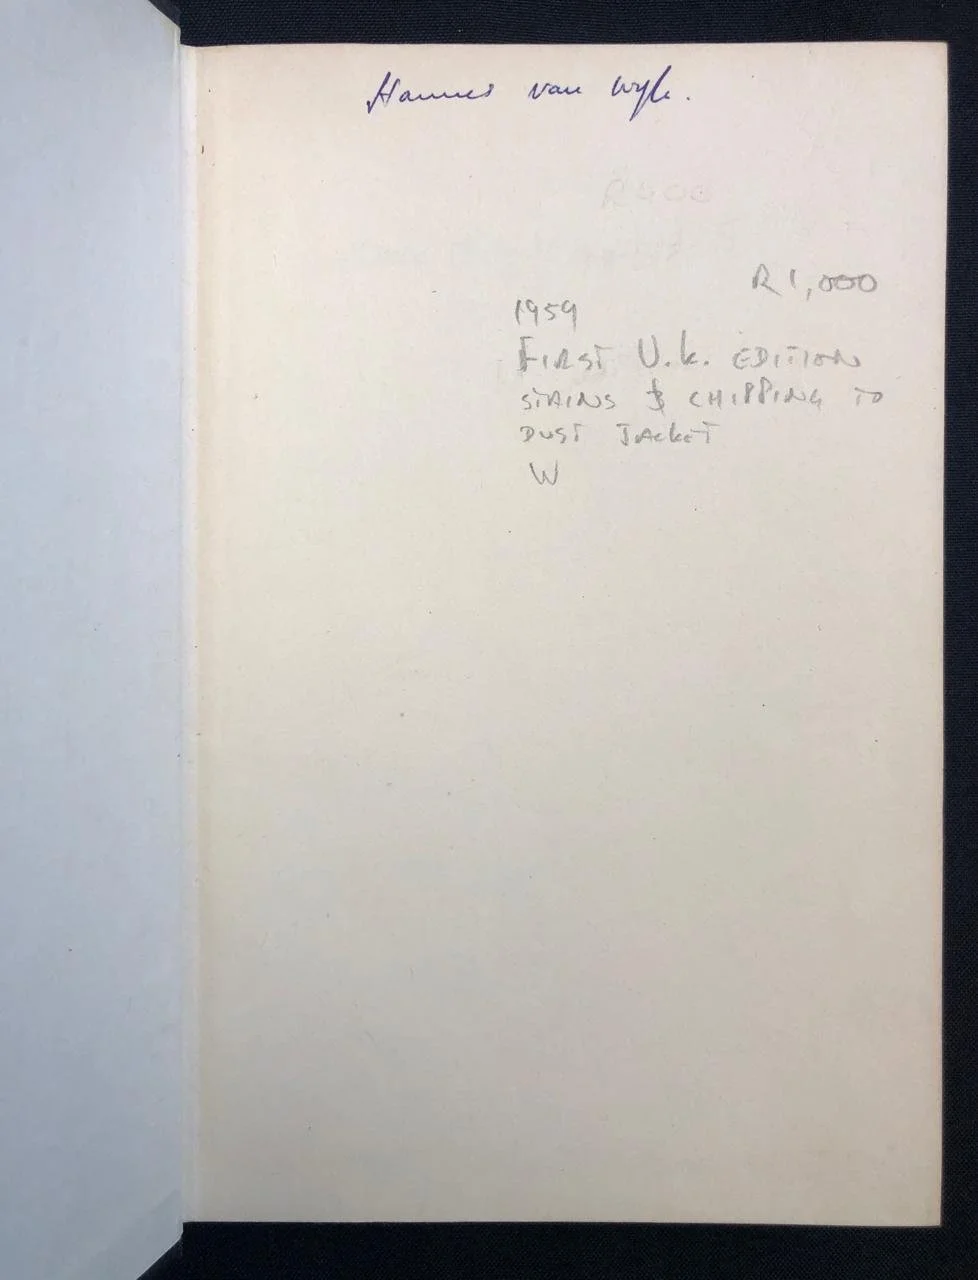 Hannes van Wyk.
R1,000
1959
FIRST U.K. EDITION
STAINS & CHIPPING TO
DUST JACKET
W